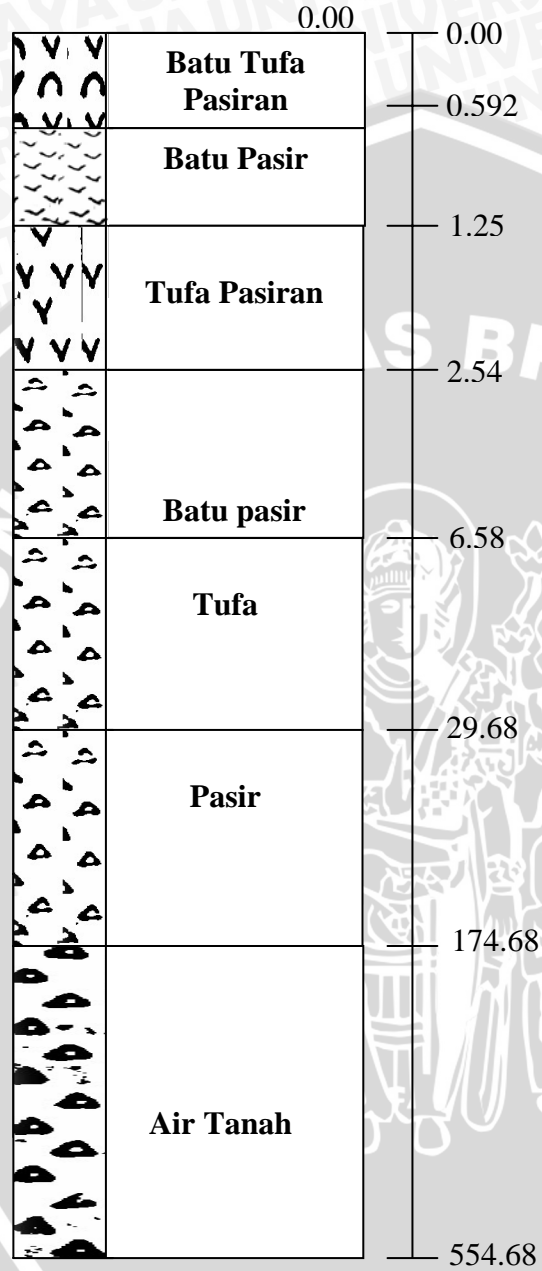 0.00
0.00
Batu Tufa
Pasiran
0.592
Batu Pasir
1.25
Tufa Pasiran
2.54
Batu pasir
6.58
Tufa
29.68
Pasir
174.68
Air Tanah
554.68